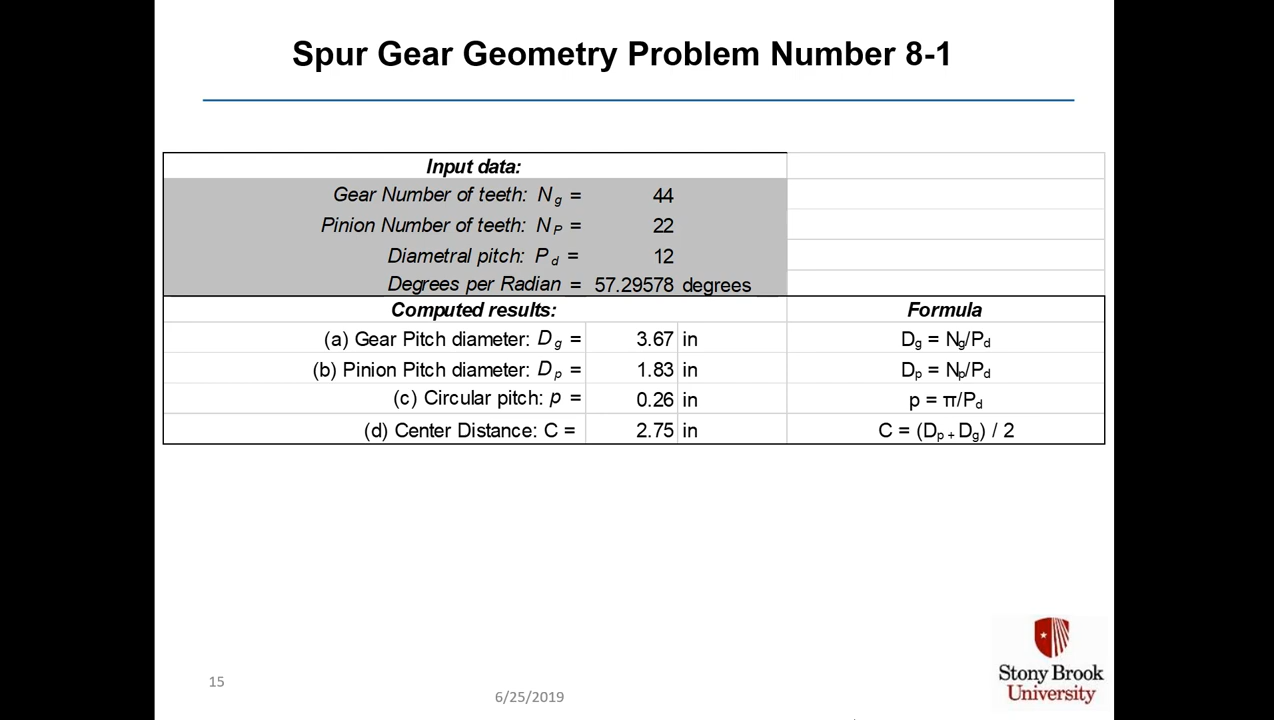 Spur Gear Geometry Problem Number 8-1
Input data:
Gear Number of teeth: N g = 44
Pinion Number of teeth: N P = 22
Diametral pitch: P d = 12
Degrees per Radian = 57.29578 degrees
Computed results: Formula
(a) Gear Pitch diameter: D g = 3.67 in Dg = Ng/Pd
(b) Pinion Pitch diameter: D p = 1.83 in Dp = Np/Pd
(c) Circular pitch: p = 0.26 in p = π/Pd
(d) Center Distance: C = 2.75 in C = (Dp + Dg) / 2
Stony Brook
University
15
6/25/2019